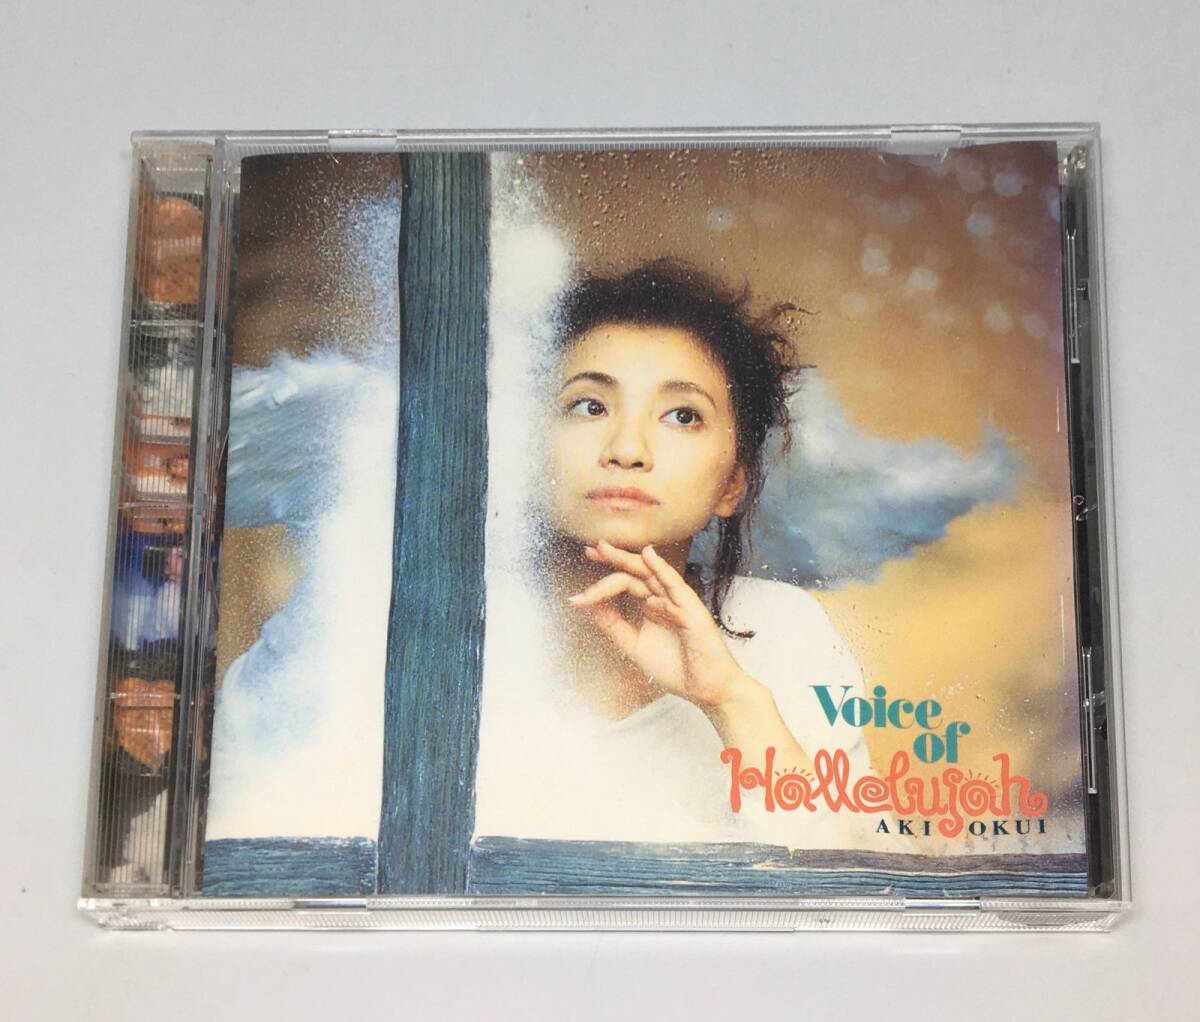 Voice
of
Hallelujah
AKI OKUI